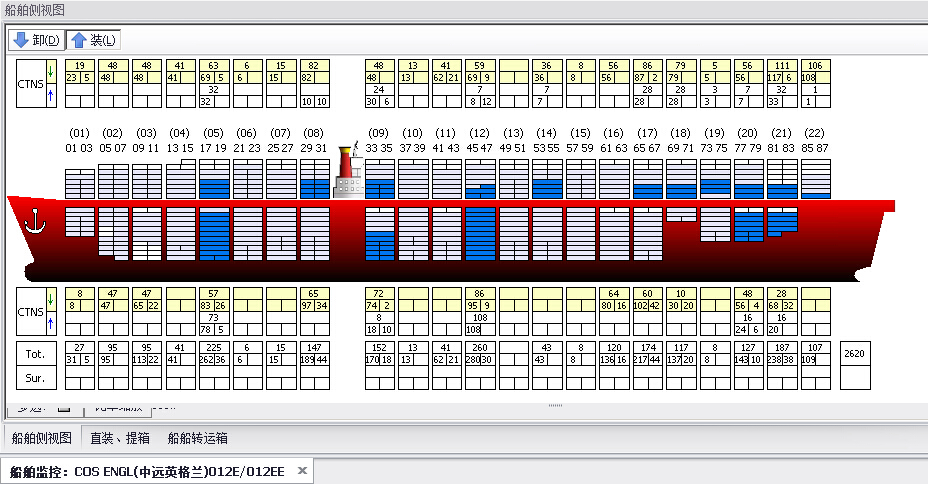 船舶侧视图
卸(D) 装(L)
19 48 48 41 63 6 15 82 48 13 41 59 36 8 56 86 79 5 56 111 106
CTNS 23 5 48 48 41 69 5 6 15 82 48 13 62 21 69 9 36 8 56 87 2 79 5 56 117 6 108
32 24 7 7 28 28 3 7 32 1
32 10 10 30 6 8 12 7 28 28 3 7 33 1
(01) (02) (03) (04) (05) (06) (07) (08) (09) (10) (11) (12) (13) (14) (15) (16) (17) (18) (19) (20) (21) (22)
01 03 05 07 09 11 13 15 17 19 21 23 25 27 29 31 33 35 37 39 41 43 45 47 49 51 53 55 57 59 61 63 65 67 69 71 73 75 77 79 81 83 85 87
8 47 47 57 65 72 86 64 60 10 48 28
CTNS 8 47 65 22 83 26 97 34 74 2 95 9 80 16 102 42 30 20 56 4 68 32
73 8 108 16 16
78 5 18 10 108 24 6 20
Tot. 27 95 95 41 225 6 15 147 152 13 41 260 43 8 120 174 117 8 127 187 107 2620
31 5 95 113 22 41 262 36 6 15 189 44 170 18 13 62 21 280 30 43 8 136 16 217 44 137 20 8 143 10 238 38 109
Sur.
船舶侧视图 直装、提箱 船舶转运箱
船舶监控：COS ENGL(中远英格兰)012E/012EE